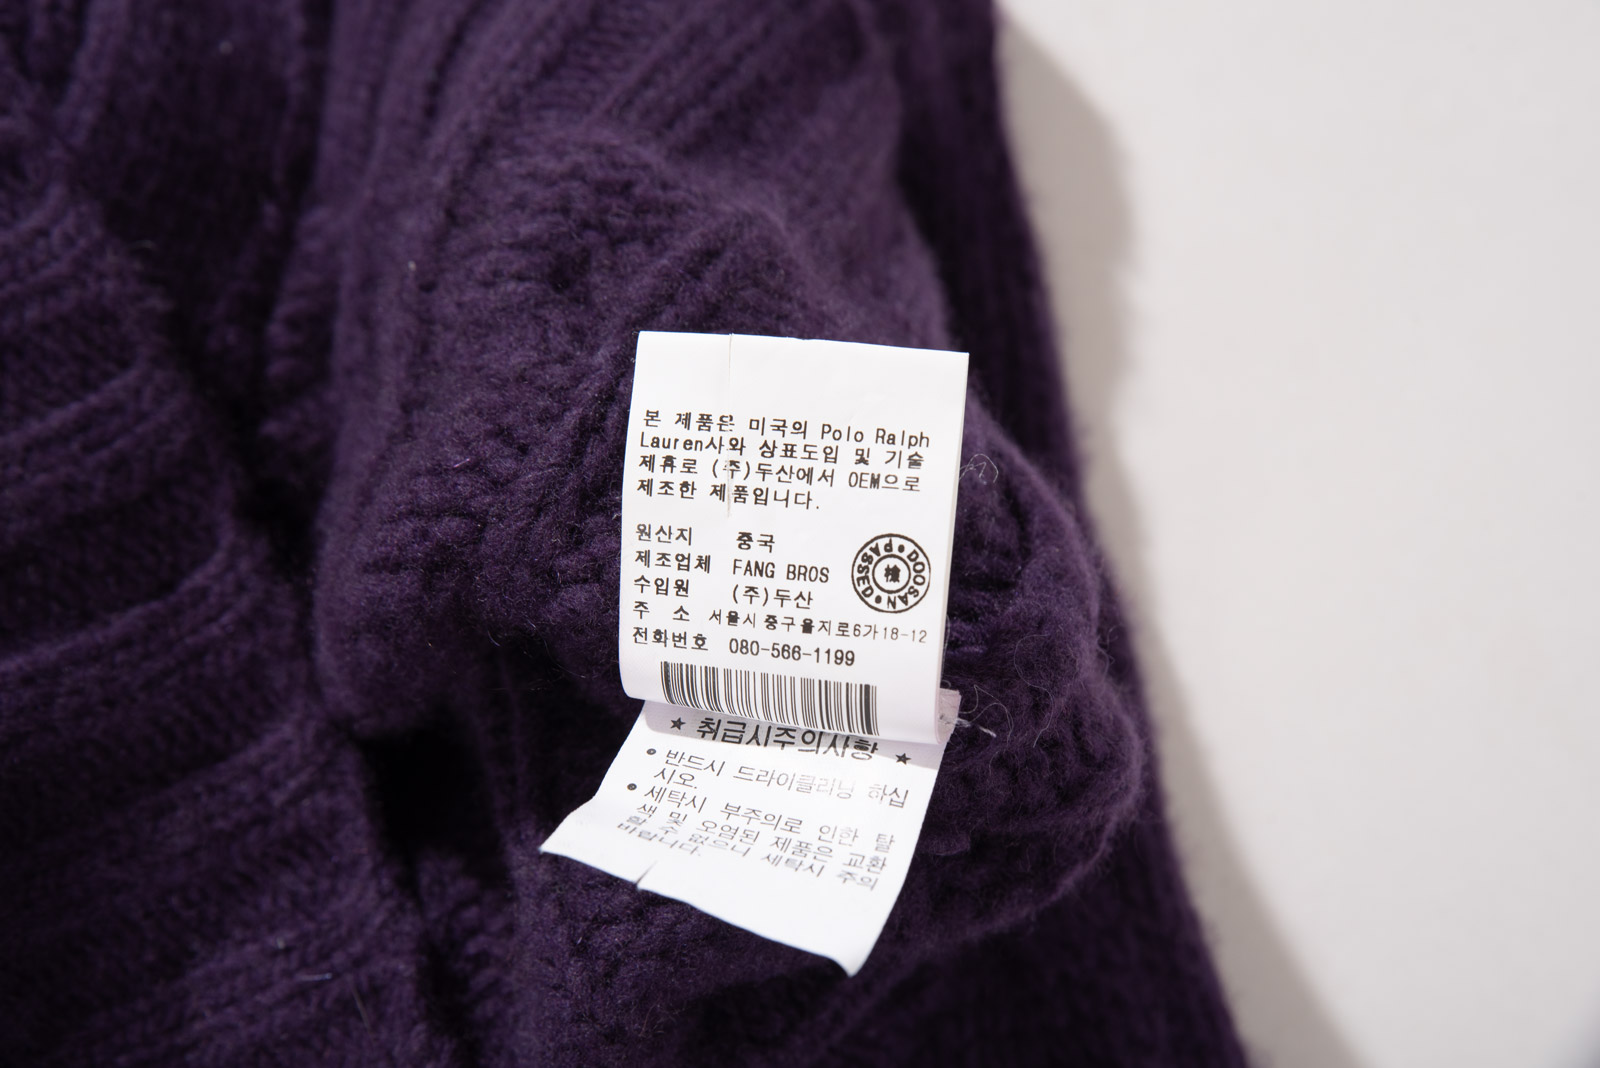 본 제품은 미국의 Polo Ralph
Lauren사와 상표도입 및 기술
제휴로 (주)두산에서 OEM으로
제조한 제품입니다.
원산지 중국
제조업체 FANG BROS
수입원 (주)두산
주 소 서울시중구을지로6가18-12
전화번호 080-566-1199
DOOSAN PASSED
檢
★ 취급시주의사항 ★
반드시 드라이클리닝 하십
시오.
세탁시 부주의로 인한 탈
색 및 오염된 제품은 교환
할 수 없으니 세탁시 주의
바랍니다.